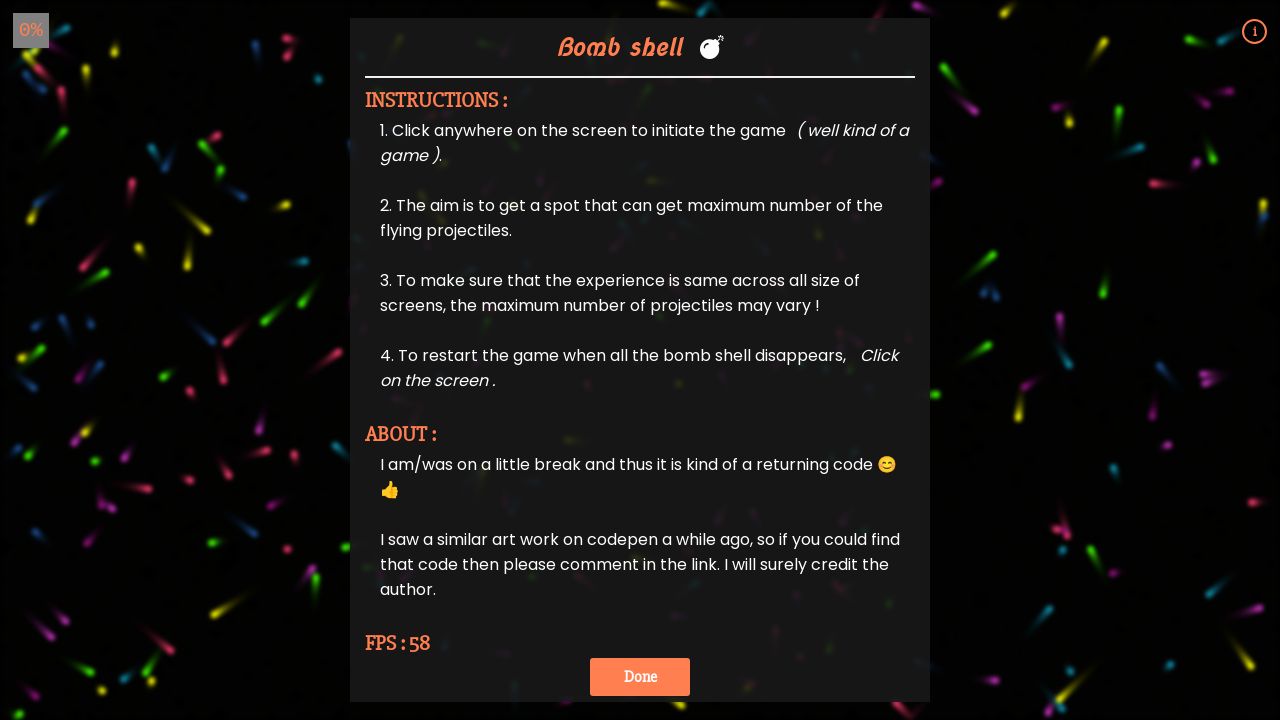 0%
i
Bomb shell 💣
INSTRUCTIONS :
1. Click anywhere on the screen to initiate the game ( well kind of a
game ).
2. The aim is to get a spot that can get maximum number of the
flying projectiles.
3. To make sure that the experience is same across all size of
screens, the maximum number of projectiles may vary !
4. To restart the game when all the bomb shell disappears, Click
on the screen .
ABOUT :
I am/was on a little break and thus it is kind of a returning code 😊
👍
I saw a similar art work on codepen a while ago, so if you could find
that code then please comment in the link. I will surely credit the
author.
FPS : 58
Done